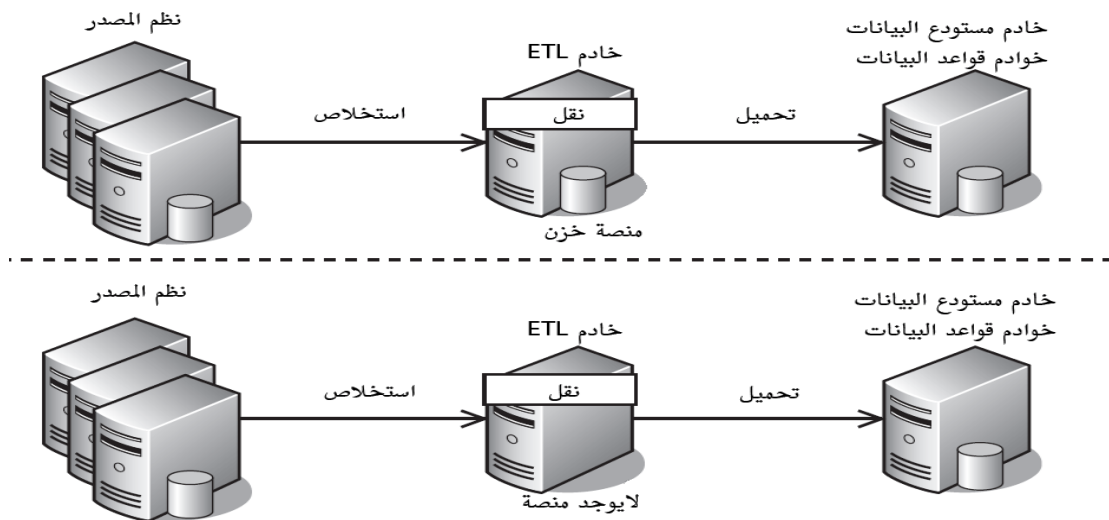 نظم المصدر
خادم ETL
خادم مستودع البيانات
خوادم قواعد البيانات
استخلاص
نقل
تحميل
منصة خزن
نظم المصدر
خادم ETL
خادم مستودع البيانات
خوادم قواعد البيانات
استخلاص
نقل
تحميل
لايوجد منصة